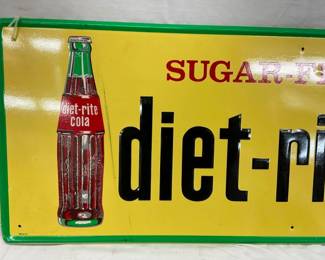 SUGAR-F
diet-rite
cola
diet-ri